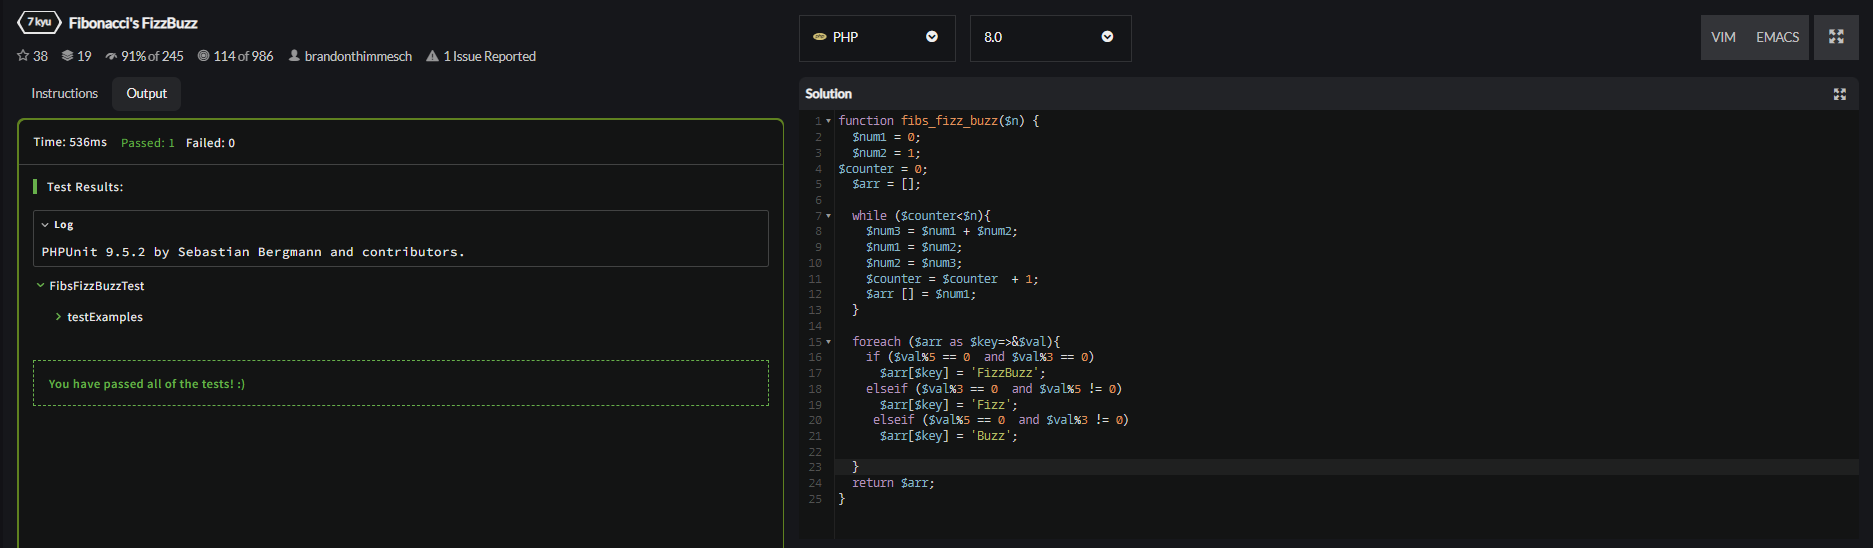 7 kyu Fibonacci's FizzBuzz
38 19 91% of 245 114 of 986 brandonthimmesch 1 Issue Reported
Instructions Output
Time: 536ms Passed: 1 Failed: 0
Test Results:
Log
PHPUnit 9.5.2 by Sebastian Bergmann and contributors.
FibsFizzBuzzTest
testExamples
You have passed all of the tests! :)
PHP 8.0 VIM EMACS
Solution
1 function fibs_fizz_buzz($n) {
2   $num1 = 0;
3   $num2 = 1;
4 $counter = 0;
5   $arr = [];
6
7   while ($counter<$n){
8     $num3 = $num1 + $num2;
9     $num1 = $num2;
10     $num2 = $num3;
11     $counter = $counter  + 1;
12     $arr [] = $num1;
13   }
14
15   foreach ($arr as $key=>&$val){
16     if ($val%5 == 0  and $val%3 == 0)
17       $arr[$key] = 'FizzBuzz';
18     elseif ($val%3 == 0  and $val%5 != 0)
19       $arr[$key] = 'Fizz';
20      elseif ($val%5 == 0  and $val%3 != 0)
21       $arr[$key] = 'Buzz';
22
23   }
24   return $arr;
25 }